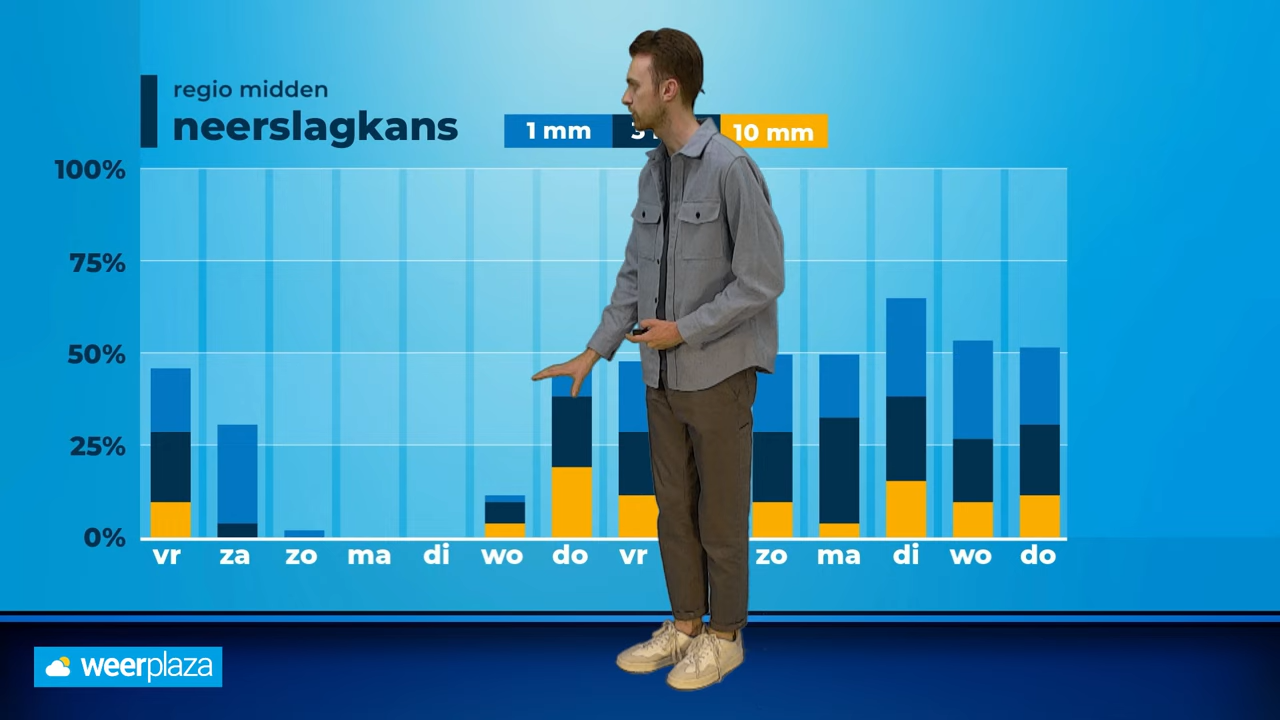 regio midden
neerslagkans
1 mm 3 10 mm
100%
75%
50%
25%
0%
vr za zo ma di wo do vr zo ma di wo do
weerplaza